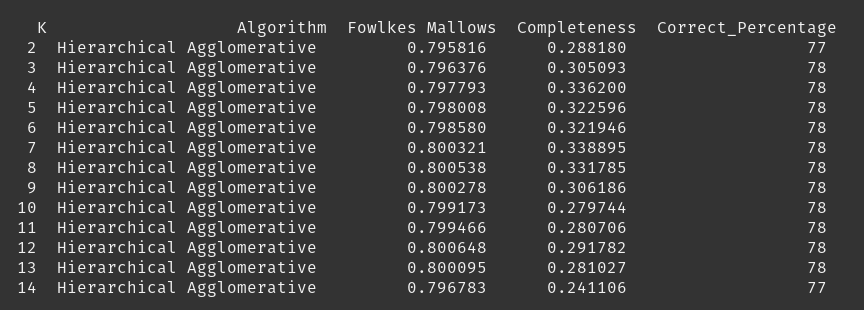 K Algorithm Fowlkes Mallows Completeness Correct_Percentage
2 Hierarchical Agglomerative 0.795816 0.288180 77
3 Hierarchical Agglomerative 0.796376 0.305093 78
4 Hierarchical Agglomerative 0.797793 0.336200 78
5 Hierarchical Agglomerative 0.798008 0.322596 78
6 Hierarchical Agglomerative 0.798580 0.321946 78
7 Hierarchical Agglomerative 0.800321 0.338895 78
8 Hierarchical Agglomerative 0.800538 0.331785 78
9 Hierarchical Agglomerative 0.800278 0.306186 78
10 Hierarchical Agglomerative 0.799173 0.279744 78
11 Hierarchical Agglomerative 0.799466 0.280706 78
12 Hierarchical Agglomerative 0.800648 0.291782 78
13 Hierarchical Agglomerative 0.800095 0.281027 78
14 Hierarchical Agglomerative 0.796783 0.241106 77